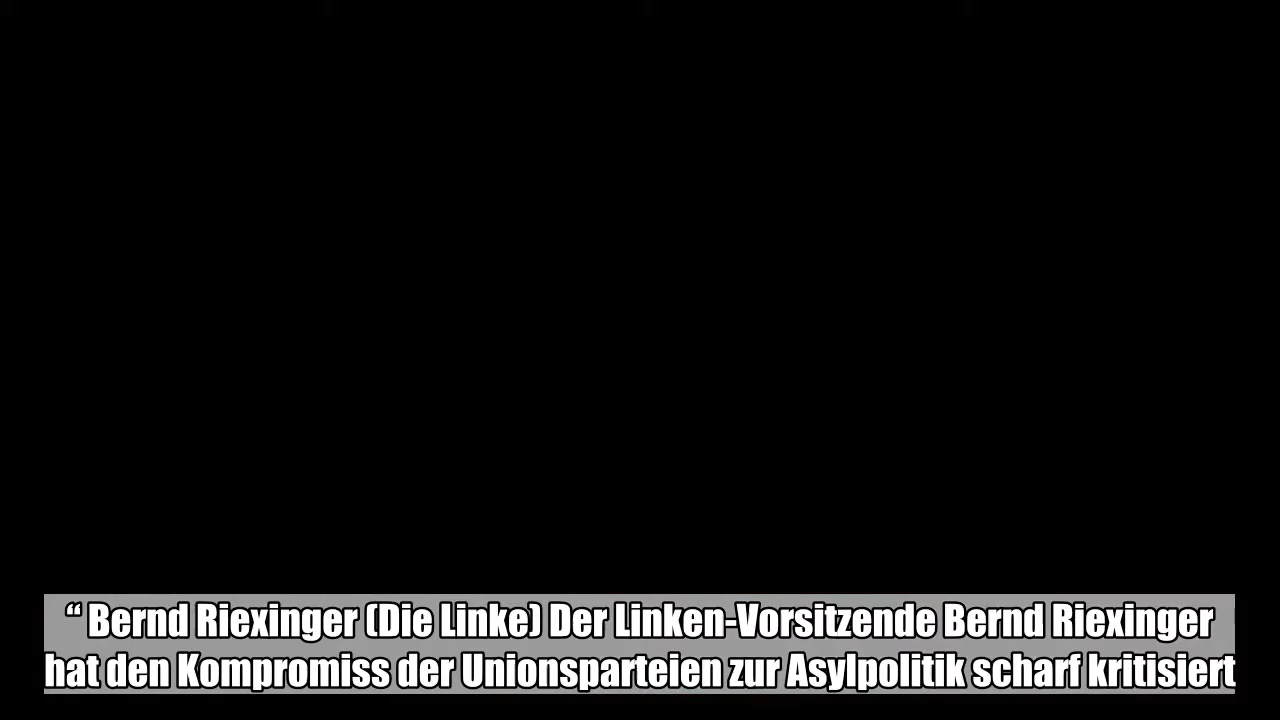 “ Bernd Riexinger (Die Linke) Der Linken-Vorsitzende Bernd Riexinger
hat den Kompromiss der Unionsparteien zur Asylpolitik scharf kritisiert